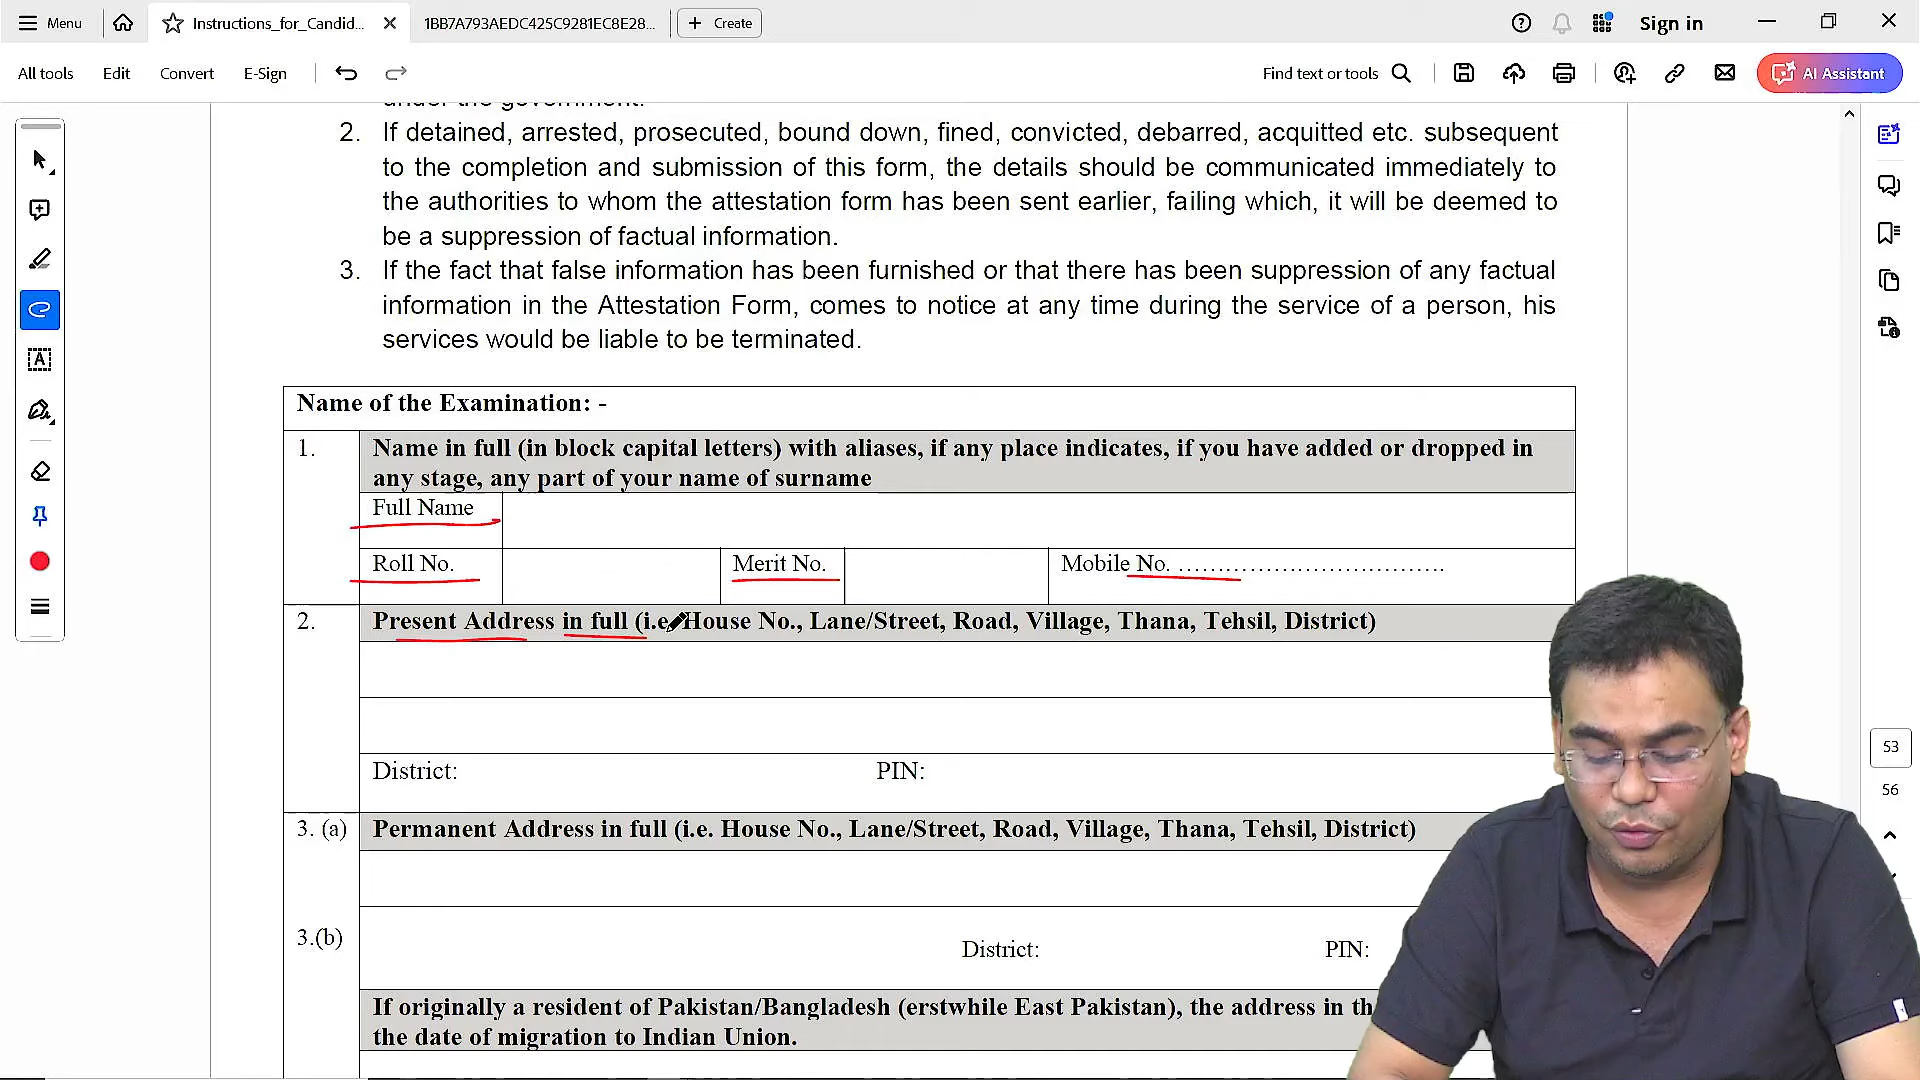 Menu
Instructions_for_Candid...
1BB7A793AEDC425C9281EC8E28...
Create
Sign in
All tools
Edit
Convert
E-Sign
Find text or tools
AI Assistant
under the government.
2. If detained, arrested, prosecuted, bound down, fined, convicted, debarred, acquitted etc. subsequent
to the completion and submission of this form, the details should be communicated immediately to
the authorities to whom the attestation form has been sent earlier, failing which, it will be deemed to
be a suppression of factual information.
3. If the fact that false information has been furnished or that there has been suppression of any factual
information in the Attestation Form, comes to notice at any time during the service of a person, his
services would be liable to be terminated.
Name of the Examination: -
1. Name in full (in block capital letters) with aliases, if any place indicates, if you have added or dropped in
any stage, any part of your name of surname
Full Name
Roll No. Merit No. Mobile No. ……………………………
2. Present Address in full (i.e. House No., Lane/Street, Road, Village, Thana, Tehsil, District)
District: PIN:
3. (a) Permanent Address in full (i.e. House No., Lane/Street, Road, Village, Thana, Tehsil, District)
3.(b)
District: PIN:
If originally a resident of Pakistan/Bangladesh (erstwhile East Pakistan), the address in th
the date of migration to Indian Union.
53
56